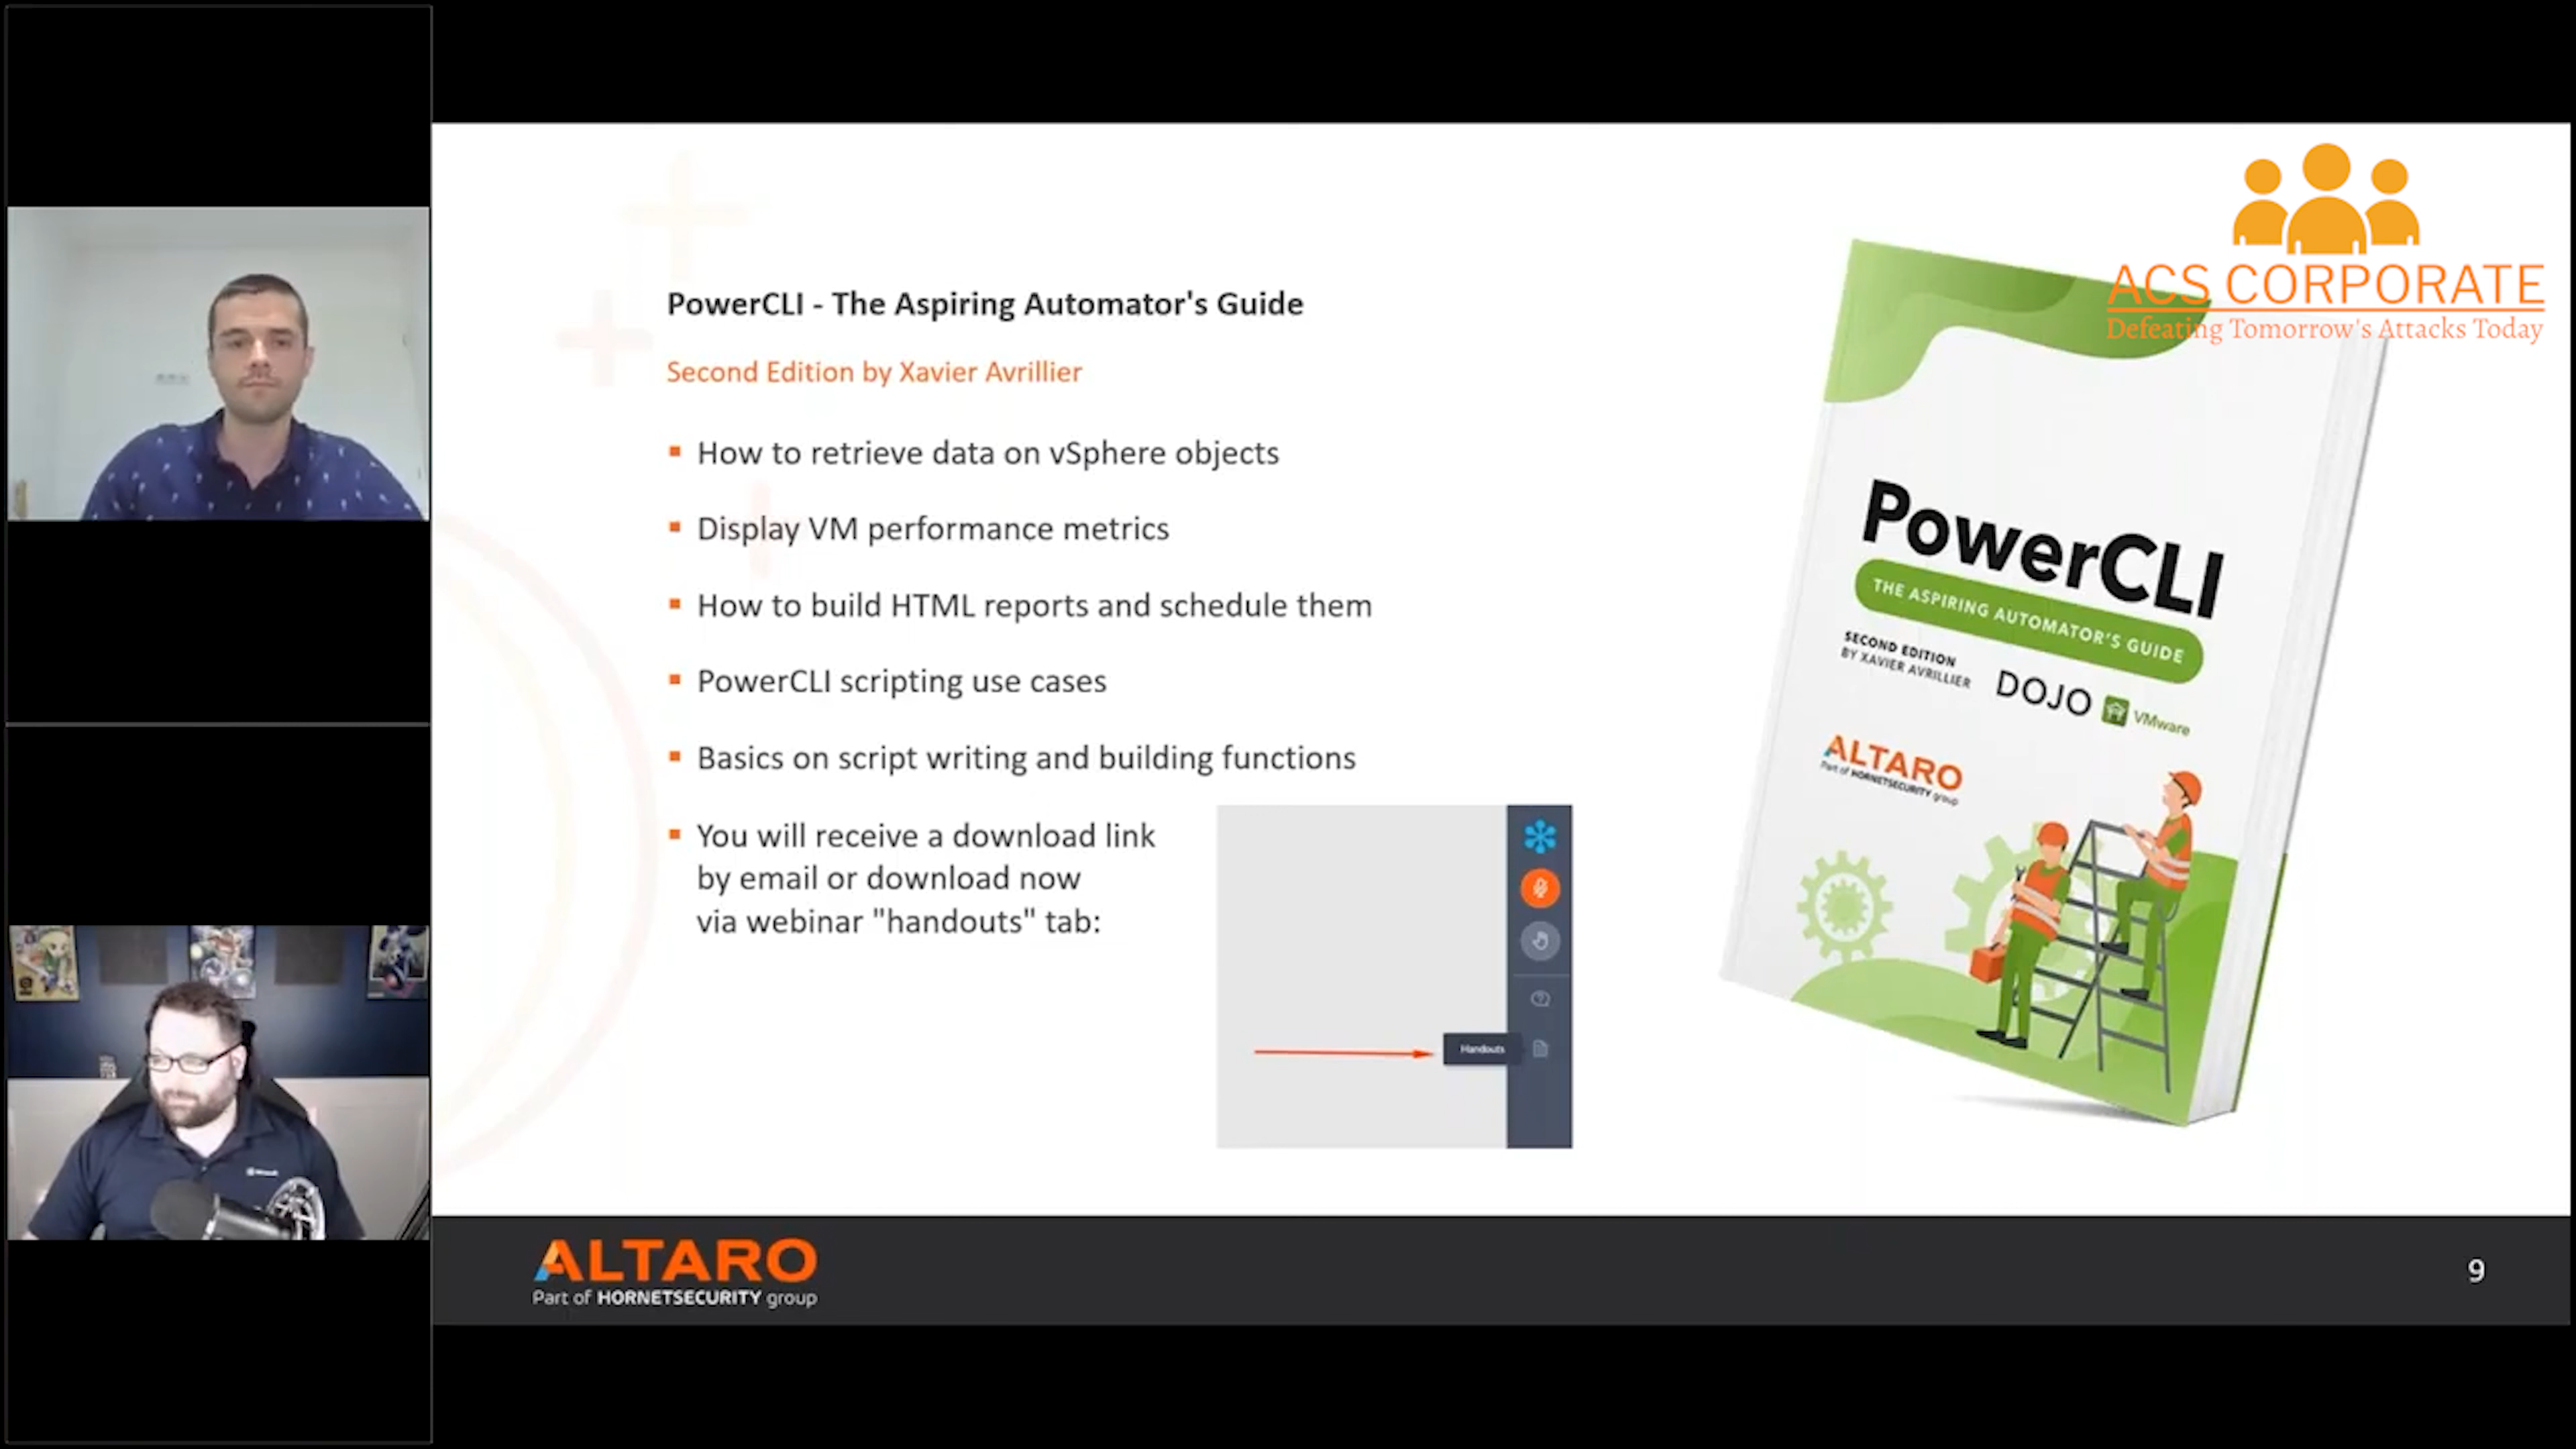 ACS CORPORATE
Defeating Tomorrow's Attacks Today
PowerCLI - The Aspiring Automator's Guide
Second Edition by Xavier Avrillier
How to retrieve data on vSphere objects
Display VM performance metrics
How to build HTML reports and schedule them
PowerCLI scripting use cases
Basics on script writing and building functions
You will receive a download link
by email or download now
via webinar "handouts" tab:
Handouts
PowerCLI
THE ASPIRING AUTOMATOR'S GUIDE
SECOND EDITION
BY XAVIER AVRILLIER
DOJO VMware
ALTARO
Part of HORNETSECURITY group
ALTARO
Part of HORNETSECURITY group
9